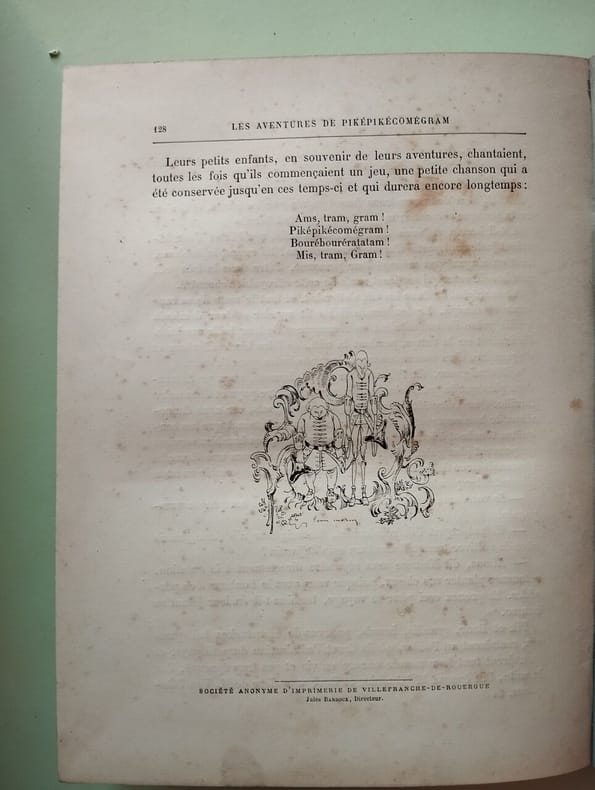 128
LES AVENTURES DE PIKÉPIKÉCOMÉGRAM
Leurs petits enfants, en souvenir de leurs aventures, chantaient,
toutes les fois qu'ils commençaient un jeu, une petite chanson qui a
été conservée jusqu'en ces temps-ci et qui durera encore longtemps :
Ams, tram, gram !
Piképikécomégram !
Bourébourératatam !
Mis, tram, Gram !
SOCIÉTÉ ANONYME D'IMPRIMERIE DE VILLEFRANCHE-DE-ROUERGUE
Jules Bardoux, Directeur.